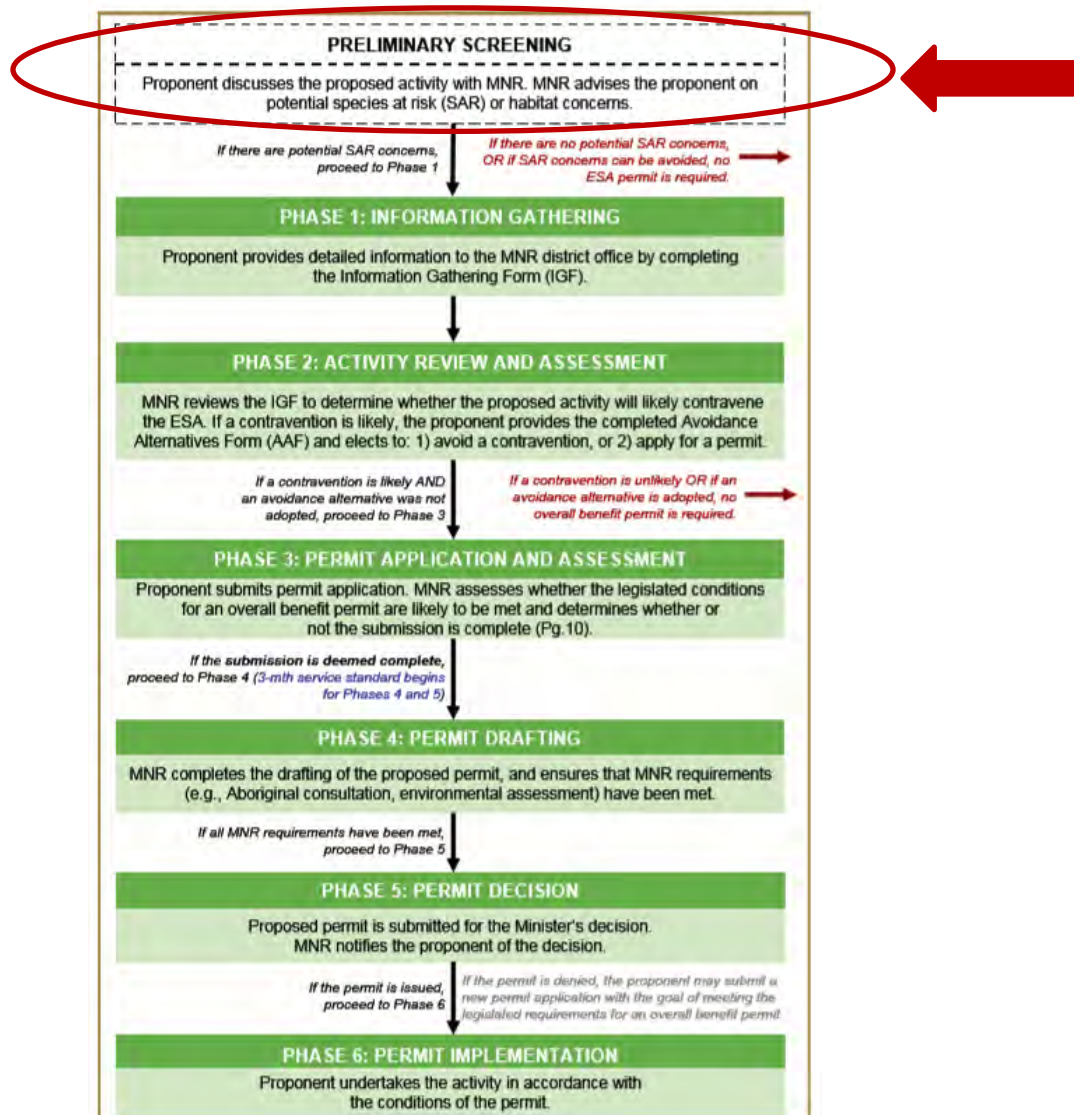 PRELIMINARY SCREENING
Proponent discusses the proposed activity with MNR. MNR advises the proponent on
potential species at risk (SAR) or habitat concerns.
If there are potential SAR concerns,
proceed to Phase 1
If there are no potential SAR concerns,
OR if SAR concerns can be avoided, no
ESA permit is required.
PHASE 1: INFORMATION GATHERING
Proponent provides detailed information to the MNR district office by completing
the Information Gathering Form (IGF).
PHASE 2: ACTIVITY REVIEW AND ASSESSMENT
MNR reviews the IGF to determine whether the proposed activity will likely contravene
the ESA. If a contravention is likely, the proponent provides the completed Avoidance
Alternatives Form (AAF) and elects to: 1) avoid a contravention, or 2) apply for a permit.
If a contravention is likely AND
an avoidance alternative was not
adopted, proceed to Phase 3
If a contravention is unlikely OR if an
avoidance alternative is adopted, no
overall benefit permit is required.
PHASE 3: PERMIT APPLICATION AND ASSESSMENT
Proponent submits permit application. MNR assesses whether the legislated conditions
for an overall benefit permit are likely to be met and determines whether or
not the submission is complete (Pg.10).
If the submission is deemed complete,
proceed to Phase 4 (3-mth service standard begins
for Phases 4 and 5)
PHASE 4: PERMIT DRAFTING
MNR completes the drafting of the proposed permit, and ensures that MNR requirements
(e.g., Aboriginal consultation, environmental assessment) have been met.
If all MNR requirements have been met,
proceed to Phase 5
PHASE 5: PERMIT DECISION
Proposed permit is submitted for the Minister's decision.
MNR notifies the proponent of the decision.
If the permit is issued,
proceed to Phase 6
If the permit is denied, the proponent may submit a
new permit application with the goal of meeting the
legislated requirements for an overall benefit permit
PHASE 6: PERMIT IMPLEMENTATION
Proponent undertakes the activity in accordance with
the conditions of the permit.